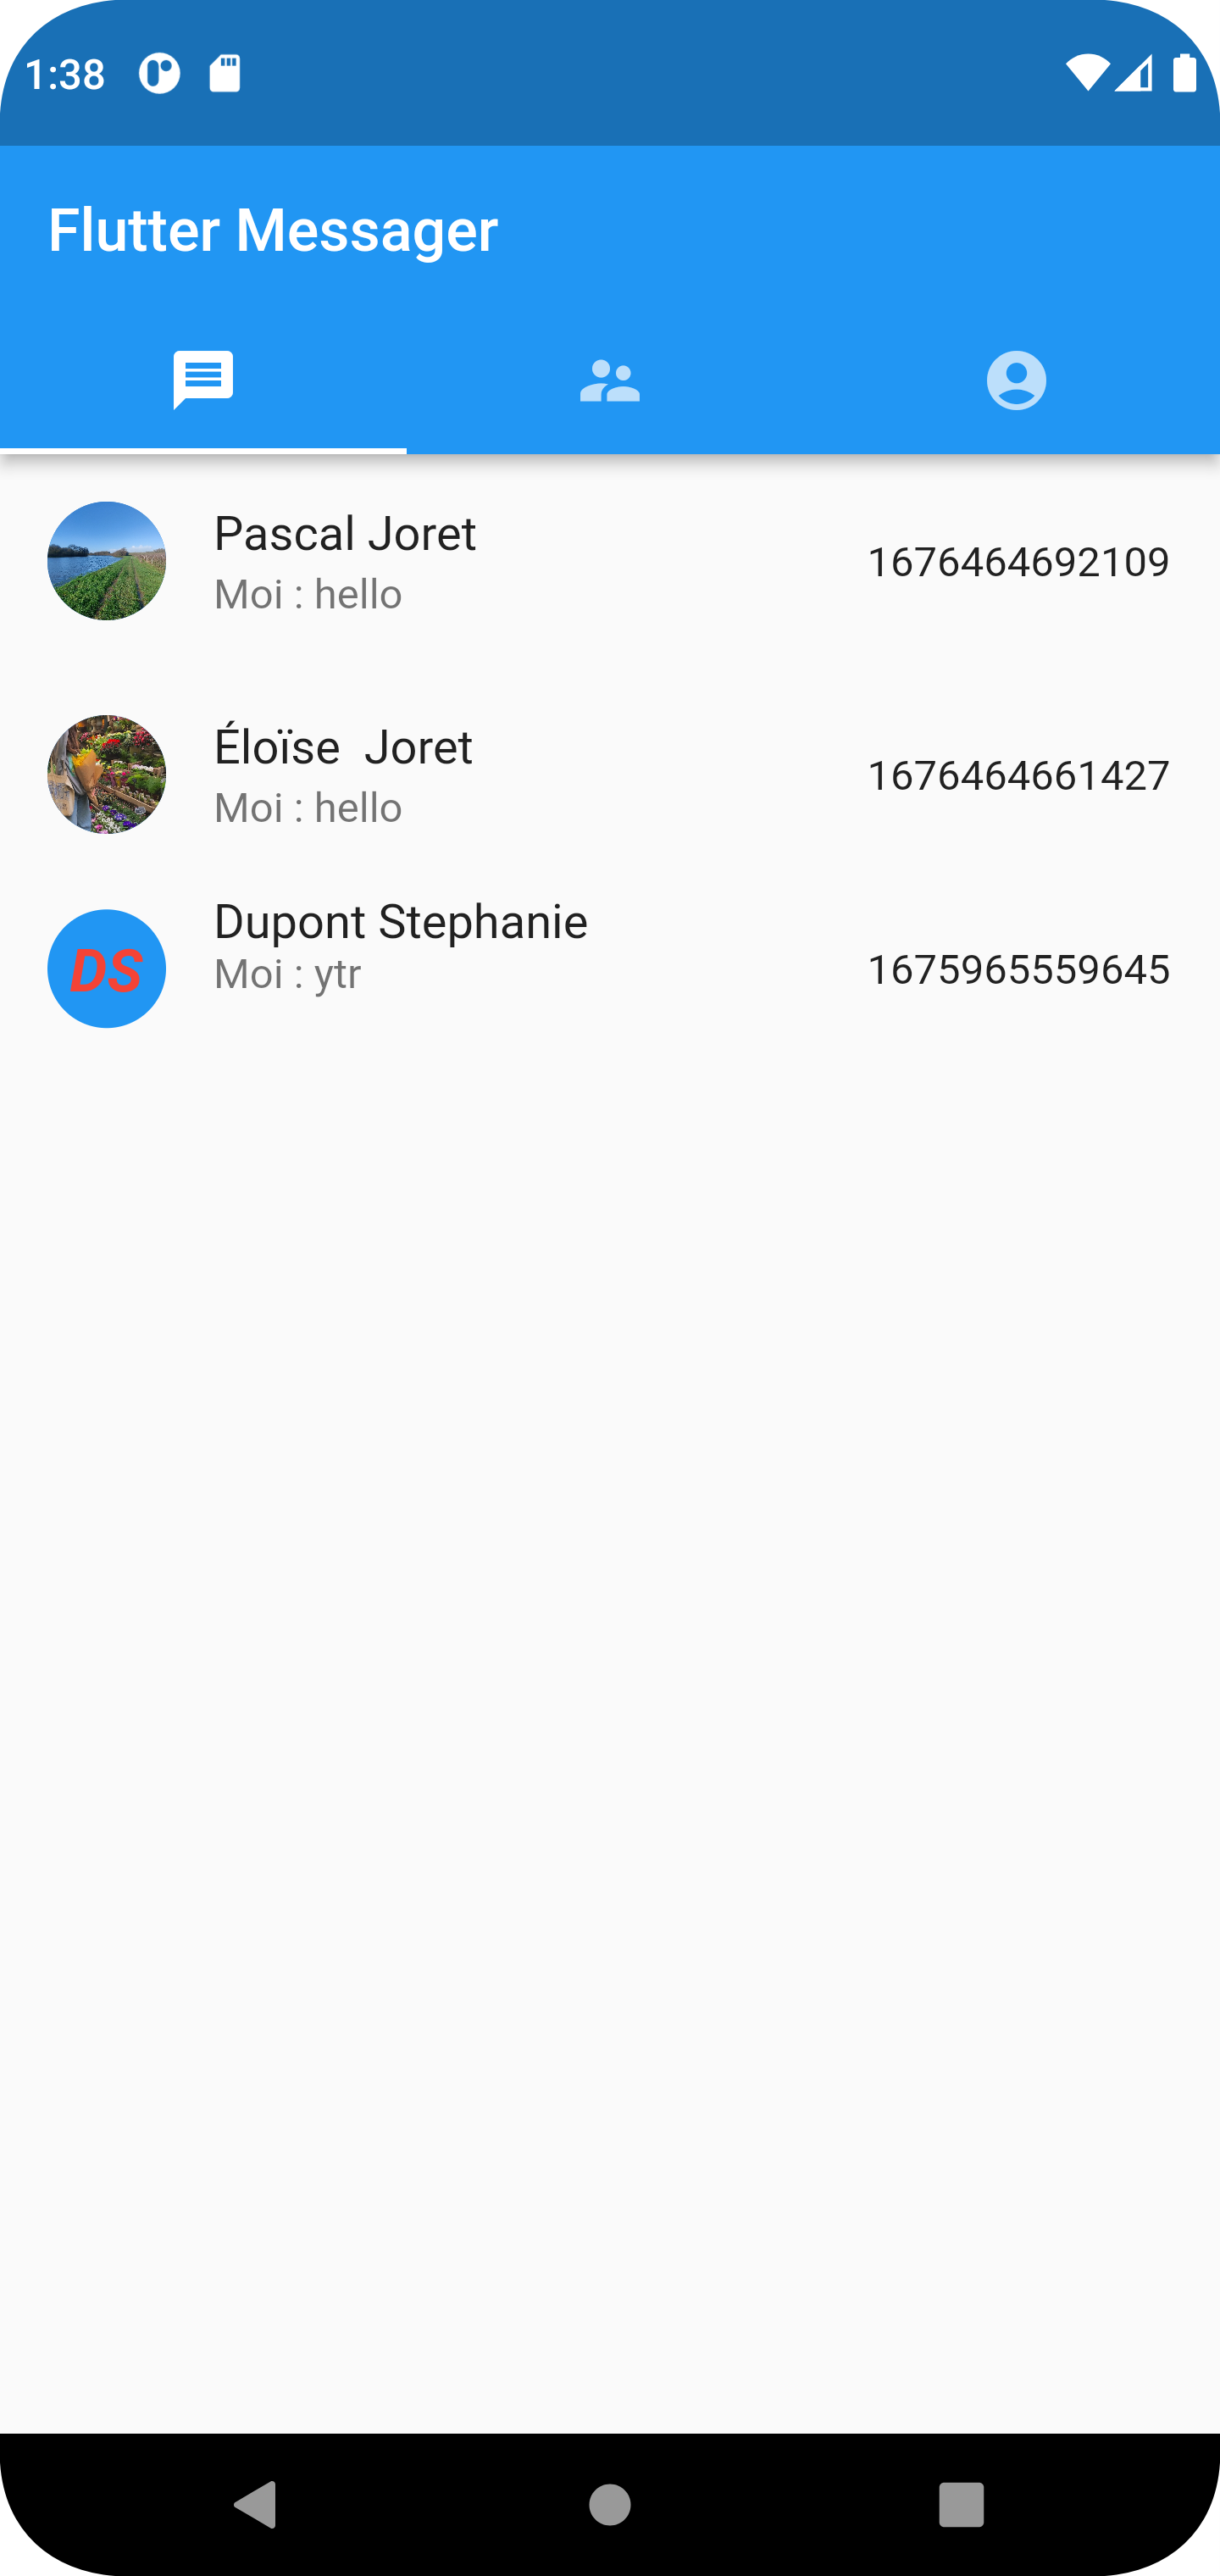 1:38
Flutter Messager
Pascal Joret
Moi : hello
1676464692109
Éloïse  Joret
Moi : hello
1676464661427
DS
Dupont Stephanie
Moi : ytr
1675965559645